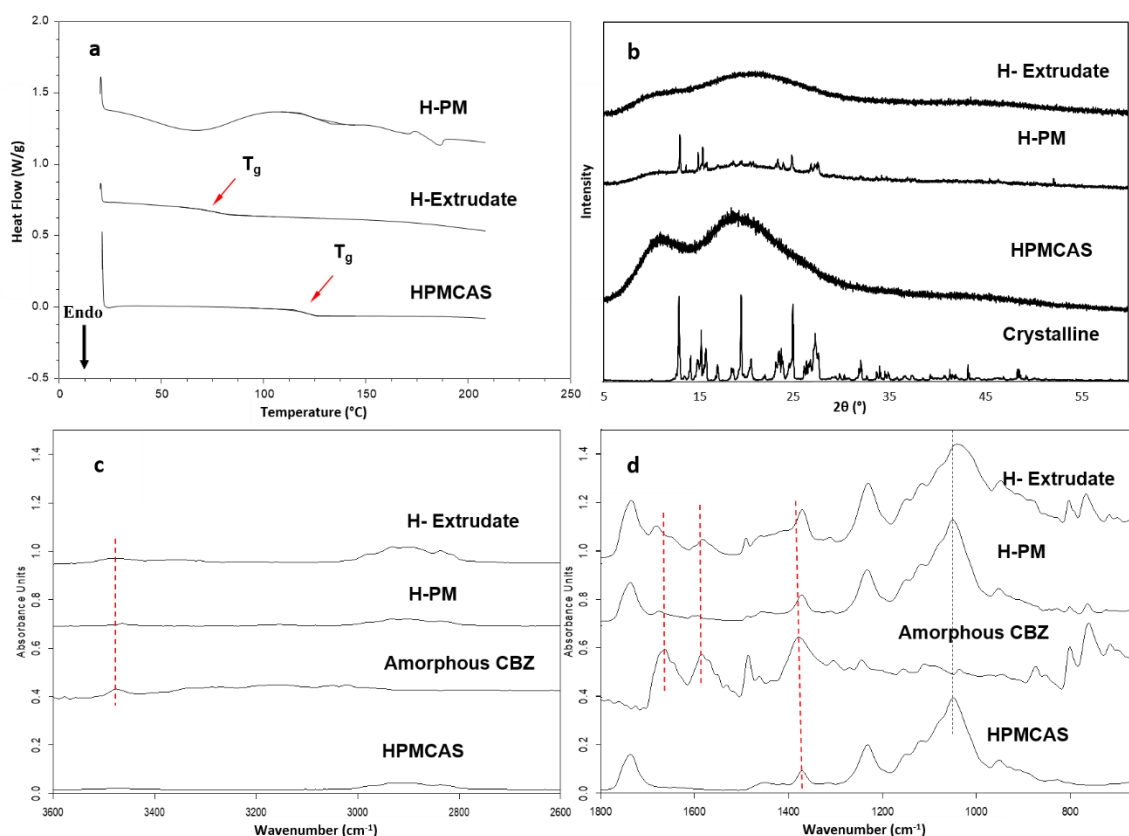 a
2.0
1.5
1.0
0.5
0.0
-0.5
Heat Flow (W/g)
H-PM
Tg
H-Extrudate
Tg
HPMCAS
Endo
0 50 100 150 200 250
Temperature (°C)
b
Intensity
H- Extrudate
H-PM
HPMCAS
Crystalline
5 15 25 35 45 55
2θ (°)
c
1.4
1.2
1.0
0.8
0.6
0.4
0.2
0.0
Absorbance Units
H- Extrudate
H-PM
Amorphous CBZ
HPMCAS
3600 3400 3200 3000 2800 2600
Wavenumber (cm-1)
d
1.4
1.2
1.0
0.8
0.6
0.4
0.2
0.0
Absorbance Units
H- Extrudate
H-PM
Amorphous CBZ
HPMCAS
1800 1600 1400 1200 1000 800
Wavenumber (cm-1)